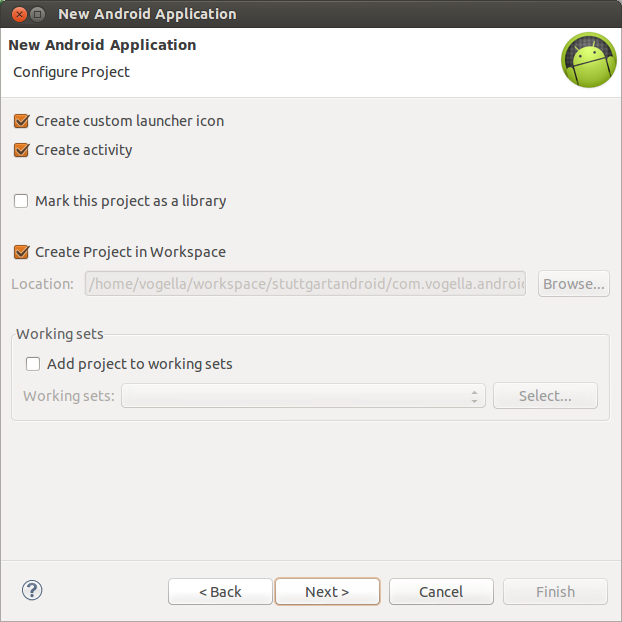 New Android Application
New Android Application
Configure Project
Create custom launcher icon
Create activity
Mark this project as a library
Create Project in Workspace
Location: /home/vogella/workspace/stuttgartandroid/com.vogella.android Browse...
Working sets
Add project to working sets
Working sets: Select...
? < Back Next > Cancel Finish